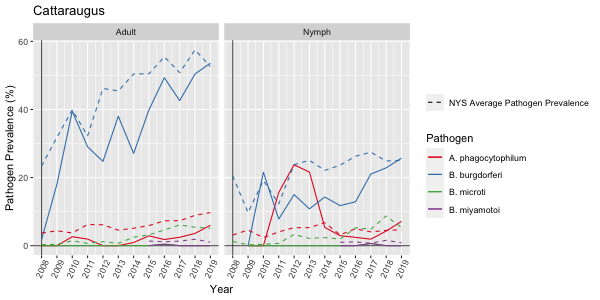 Cattaraugus
Adult
Nymph
Pathogen Prevalence (%)
60
40
20
0
2008
2009
2010
2011
2012
2013
2014
2015
2016
2017
2018
2019
2008
2009
2010
2011
2012
2013
2014
2015
2016
2017
2018
2019
Year
NYS Average Pathogen Prevalence
Pathogen
A. phagocytophilum
B. burgdorferi
B. microti
B. miyamotoi